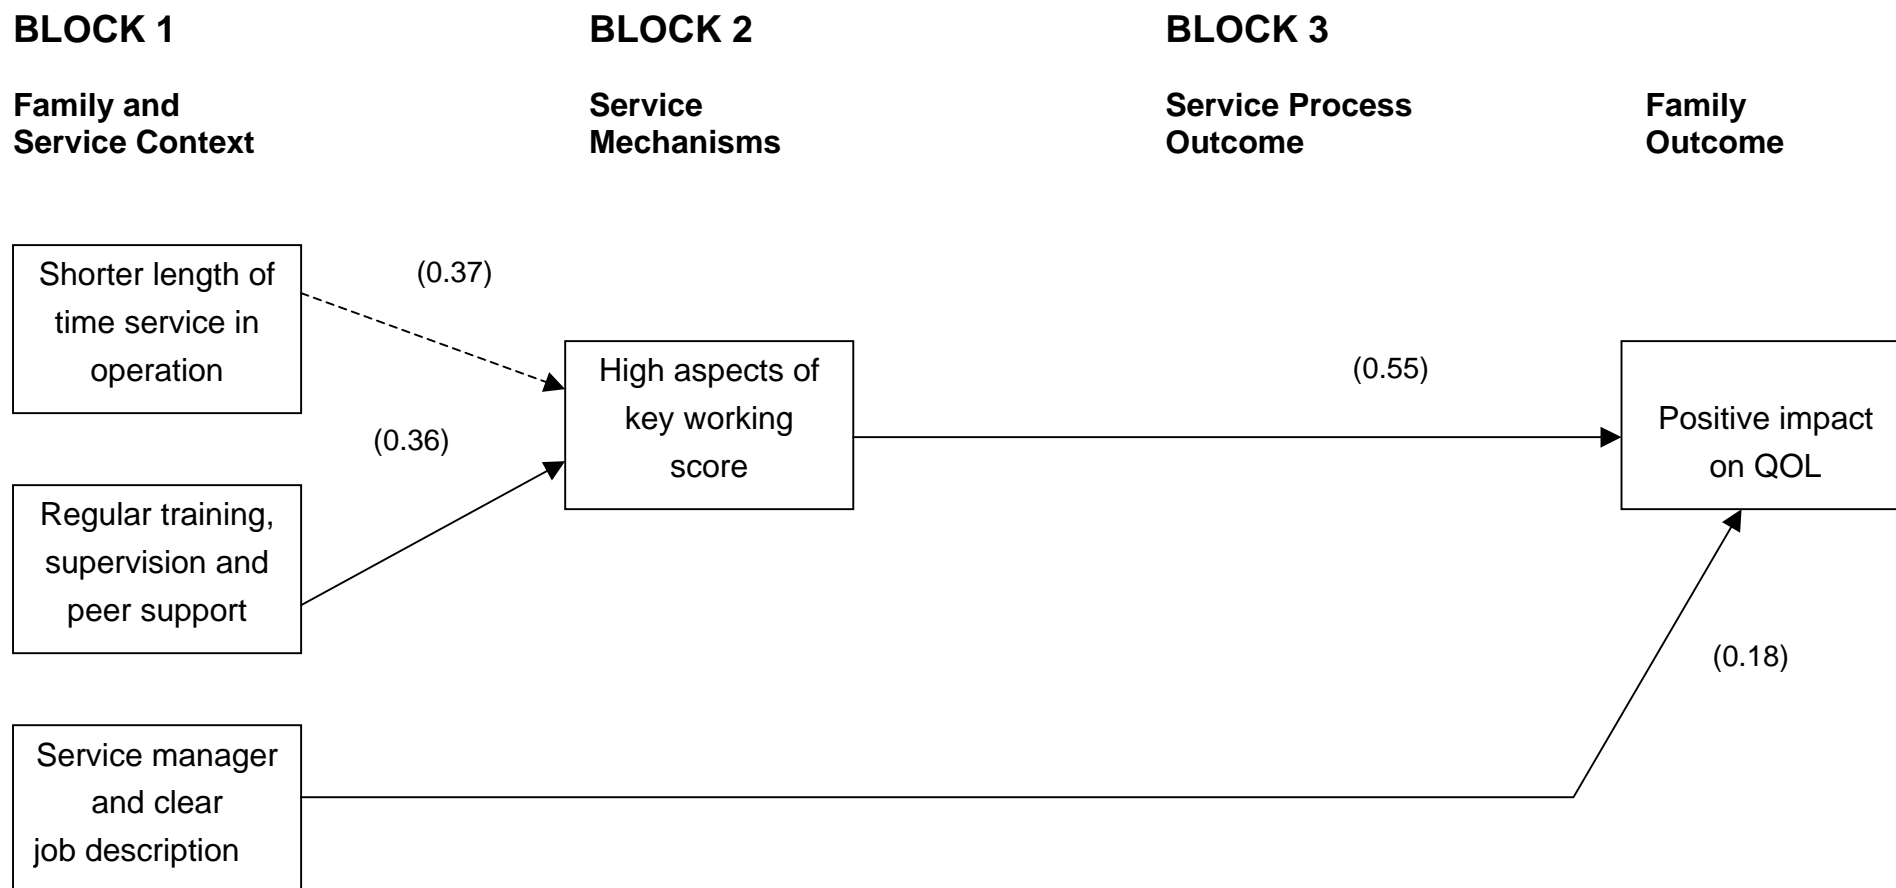 BLOCK 1
BLOCK 2
BLOCK 3
Family and
Service Context
Service
Mechanisms
Service Process
Outcome
Family
Outcome
Shorter length of
time service in
operation
(0.37)
(0.36)
High aspects of
key working
score
(0.55)
Positive impact
on QOL
Regular training,
supervision and
peer support
(0.18)
Service manager
and clear
job description